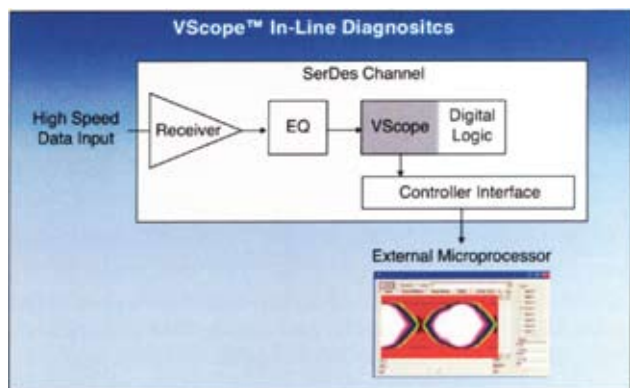 VScope™ In-Line Diagnositcs
SerDes Channel
High Speed
Data Input
Receiver
EQ
VScope
Digital
Logic
Controller Interface
External Microprocessor